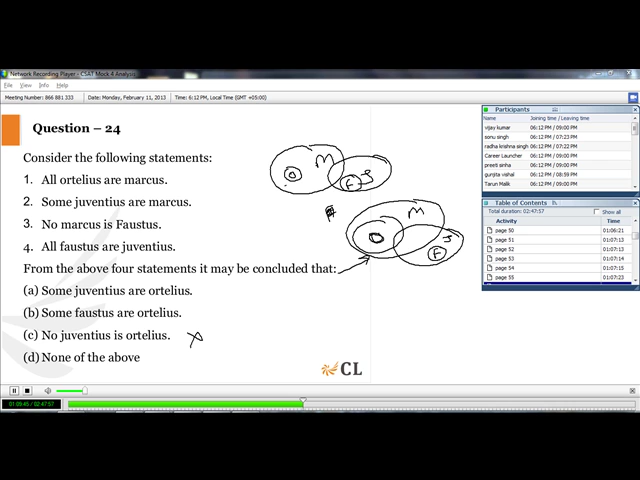 Network Recording Player - CSAT Mock 4 Analysis
File View Info Help
Meeting Number: 866 881 333 Date: Monday, February 11, 2013 Time: 6:12 PM, Local Time (GMT +05:00)
Question – 24
Consider the following statements:
1. All ortelius are marcus.
2. Some juventius are marcus.
3. No marcus is Faustus.
4. All faustus are juventius.
From the above four statements it may be concluded that:
(a) Some juventius are ortelius.
(b) Some faustus are ortelius.
(c) No juventius is ortelius.
(d) None of the above
O M F J
M O J F
CL
Participants
Name Joining time / Leaving time
vijay kumar 06:12 PM / 09:00 PM
sonu singh 06:12 PM / 07:23 PM
radha krishna singh 06:12 PM / 07:22 PM
Career Launcher 06:12 PM / 09:00 PM
preeti sinha 06:12 PM / 09:00 PM
gunjita vishal 06:12 PM / 08:59 PM
Tarun Malik 06:12 PM / 09:00 PM
Table of Contents
Total duration: 02:47:57 Show all
Activity Time
page 50 01:06:21
page 51 01:07:13
page 52 01:07:13
page 53 01:07:13
page 54 01:07:15
page 55 01:07:23
01:09:45 / 02:47:57